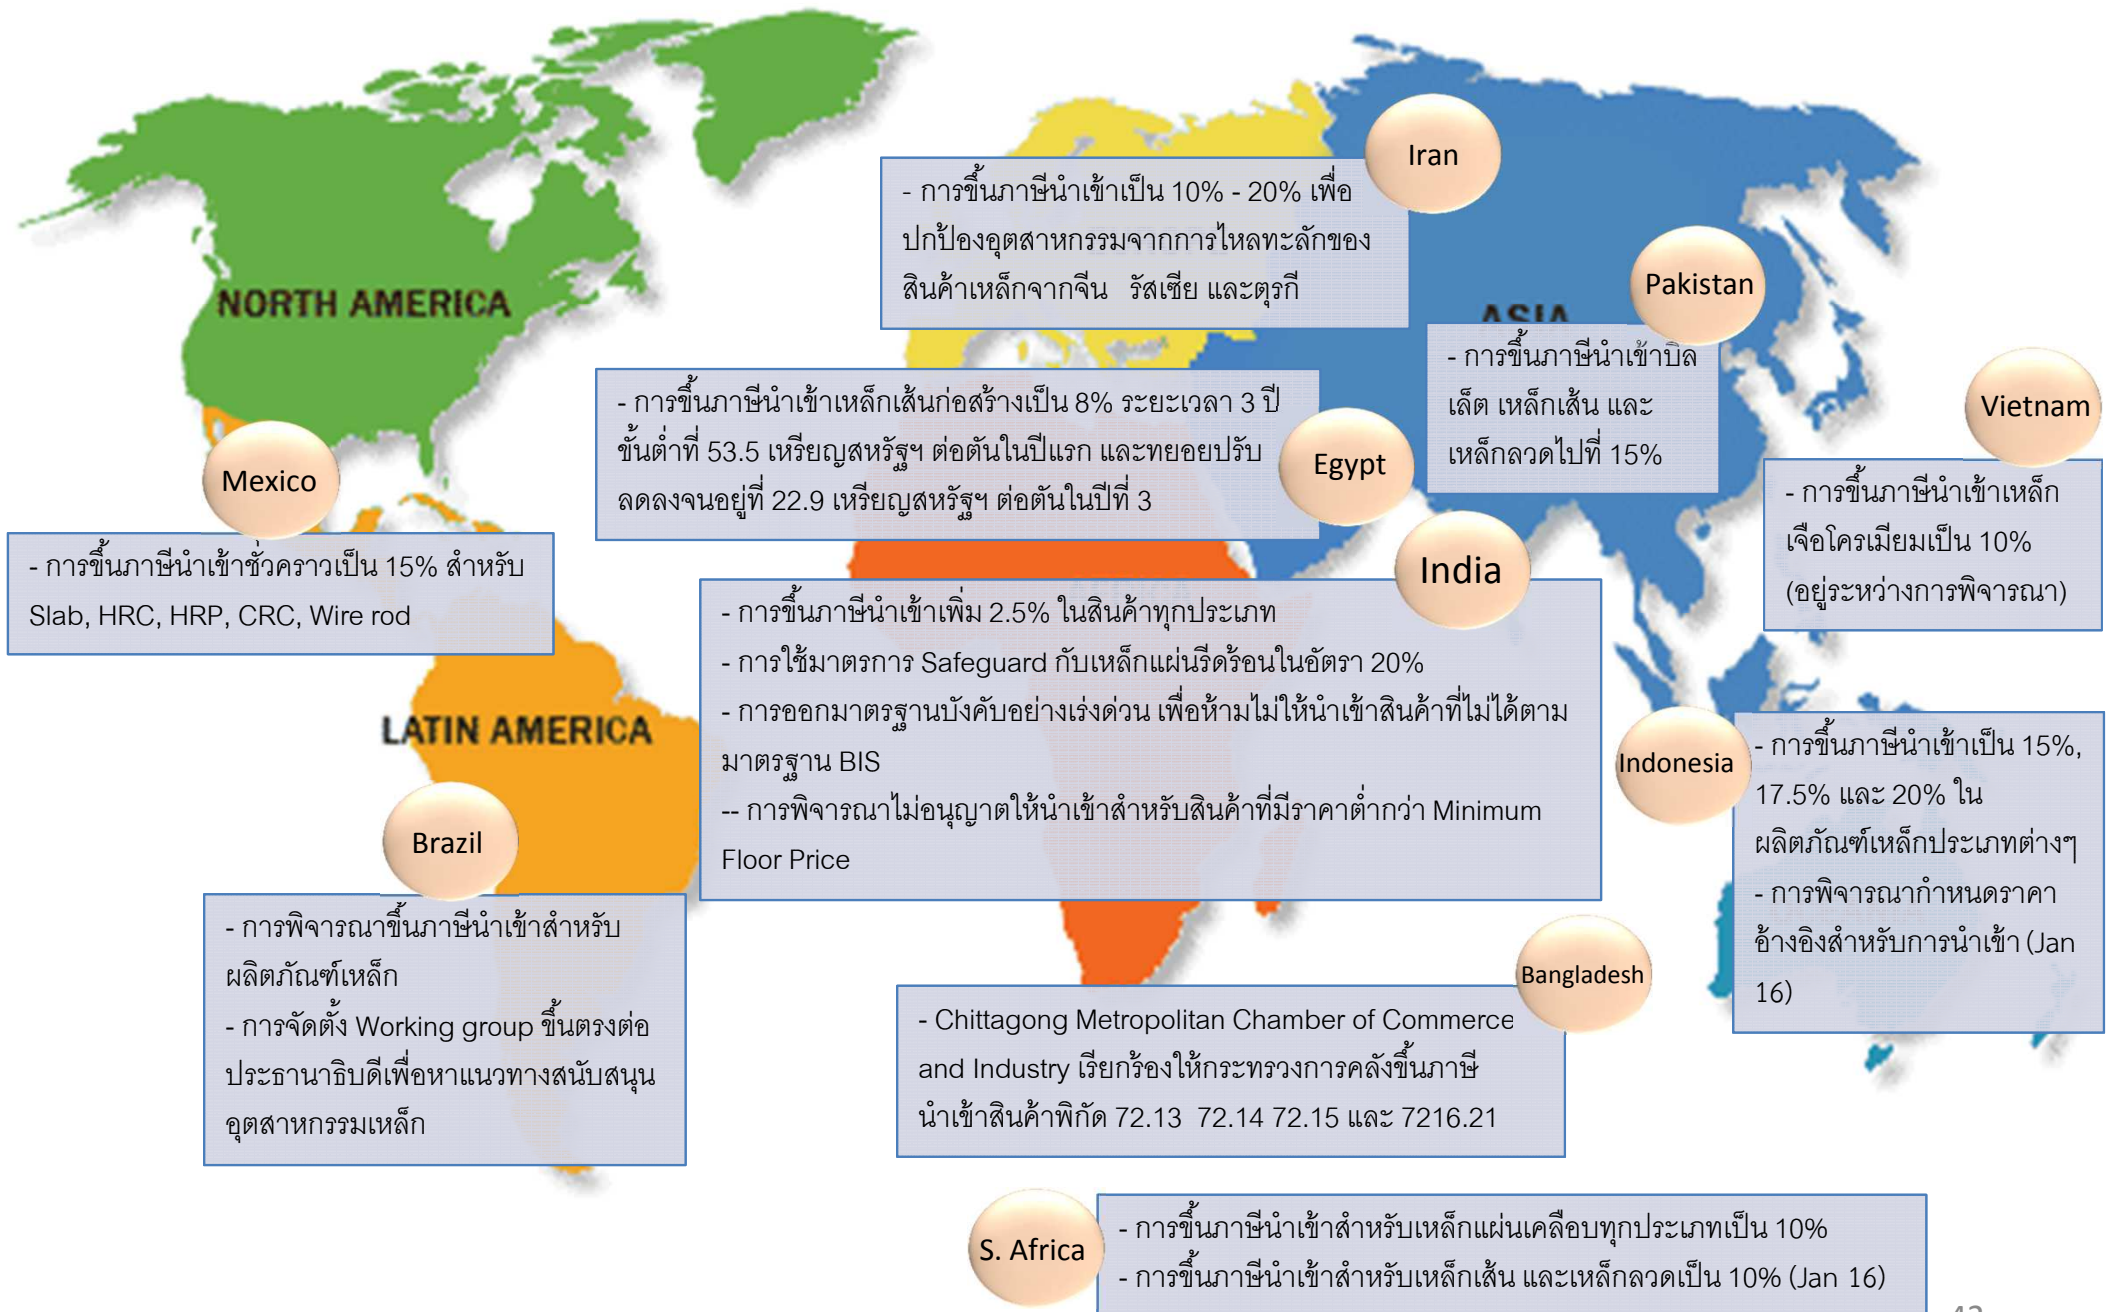 NORTH AMERICA
Iran
- การขึ้นภาษีนำเข้าเป็น 10% - 20% เพื่อ
ปกป้องอุตสาหกรรมจากการไหลทะลักของ
สินค้าเหล็กจากจีน รัสเซีย และตุรกี
ASIA
Pakistan
- การขึ้นภาษีนำเข้าบิล
เล็ต เหล็กเส้น และ
เหล็กลวดไปที่ 15%
Egypt
- การขึ้นภาษีนำเข้าเหล็กเส้นก่อสร้างเป็น 8% ระยะเวลา 3 ปี
ขั้นต่ำที่ 53.5 เหรียญสหรัฐฯ ต่อตันในปีแรก และทยอยปรับ
ลดลงจนอยู่ที่ 22.9 เหรียญสหรัฐฯ ต่อตันในปีที่ 3
Vietnam
- การขึ้นภาษีนำเข้าเหล็ก
เจือโครเมียมเป็น 10%
(อยู่ระหว่างการพิจารณา)
Mexico
- การขึ้นภาษีนำเข้าชั่วคราวเป็น 15% สำหรับ
Slab, HRC, HRP, CRC, Wire rod
India
- การขึ้นภาษีนำเข้าเพิ่ม 2.5% ในสินค้าทุกประเภท
- การใช้มาตรการ Safeguard กับเหล็กแผ่นรีดร้อนในอัตรา 20%
- การออกมาตรฐานบังคับอย่างเร่งด่วน เพื่อห้ามไม่ให้นำเข้าสินค้าที่ไม่ได้ตาม
มาตรฐาน BIS
-- การพิจารณาไม่อนุญาตให้นำเข้าสำหรับสินค้าที่มีราคาต่ำกว่า Minimum
Floor Price
LATIN AMERICA
Indonesia
- การขึ้นภาษีนำเข้าเป็น 15%,
17.5% และ 20% ใน
ผลิตภัณฑ์เหล็กประเภทต่างๆ
- การพิจารณากำหนดราคา
อ้างอิงสำหรับการนำเข้า (Jan
16)
Brazil
- การพิจารณาขึ้นภาษีนำเข้าสำหรับ
ผลิตภัณฑ์เหล็ก
- การจัดตั้ง Working group ขึ้นตรงต่อ
ประธานาธิบดีเพื่อหาแนวทางสนับสนุน
อุตสาหกรรมเหล็ก
Bangladesh
- Chittagong Metropolitan Chamber of Commerce
and Industry เรียกร้องให้กระทรวงการคลังขึ้นภาษี
นำเข้าสินค้าพิกัด 72.13 72.14 72.15 และ 7216.21
S. Africa
- การขึ้นภาษีนำเข้าสำหรับเหล็กแผ่นเคลือบทุกประเภทเป็น 10%
- การขึ้นภาษีนำเข้าสำหรับเหล็กเส้น และเหล็กลวดเป็น 10% (Jan 16)